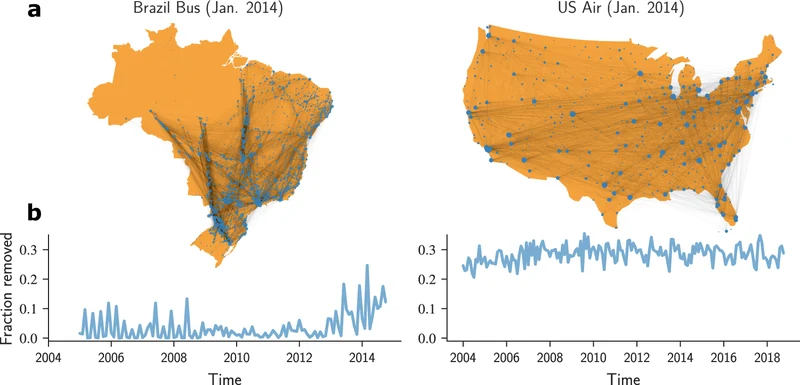 a
Brazil Bus (Jan. 2014)
US Air (Jan. 2014)
b
Fraction removed
0.3
0.2
0.1
0.0
2004 2006 2008 2010 2012 2014
Time
0.3
0.2
0.1
0.0
2004 2006 2008 2010 2012 2014 2016 2018
Time